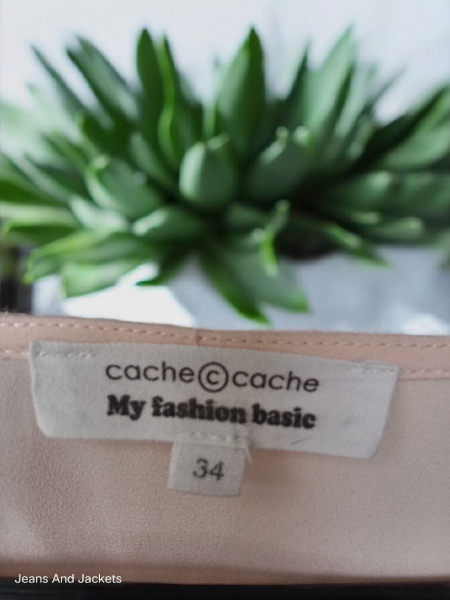 cache©cache
My fashion basic
34
Jeans And Jackets